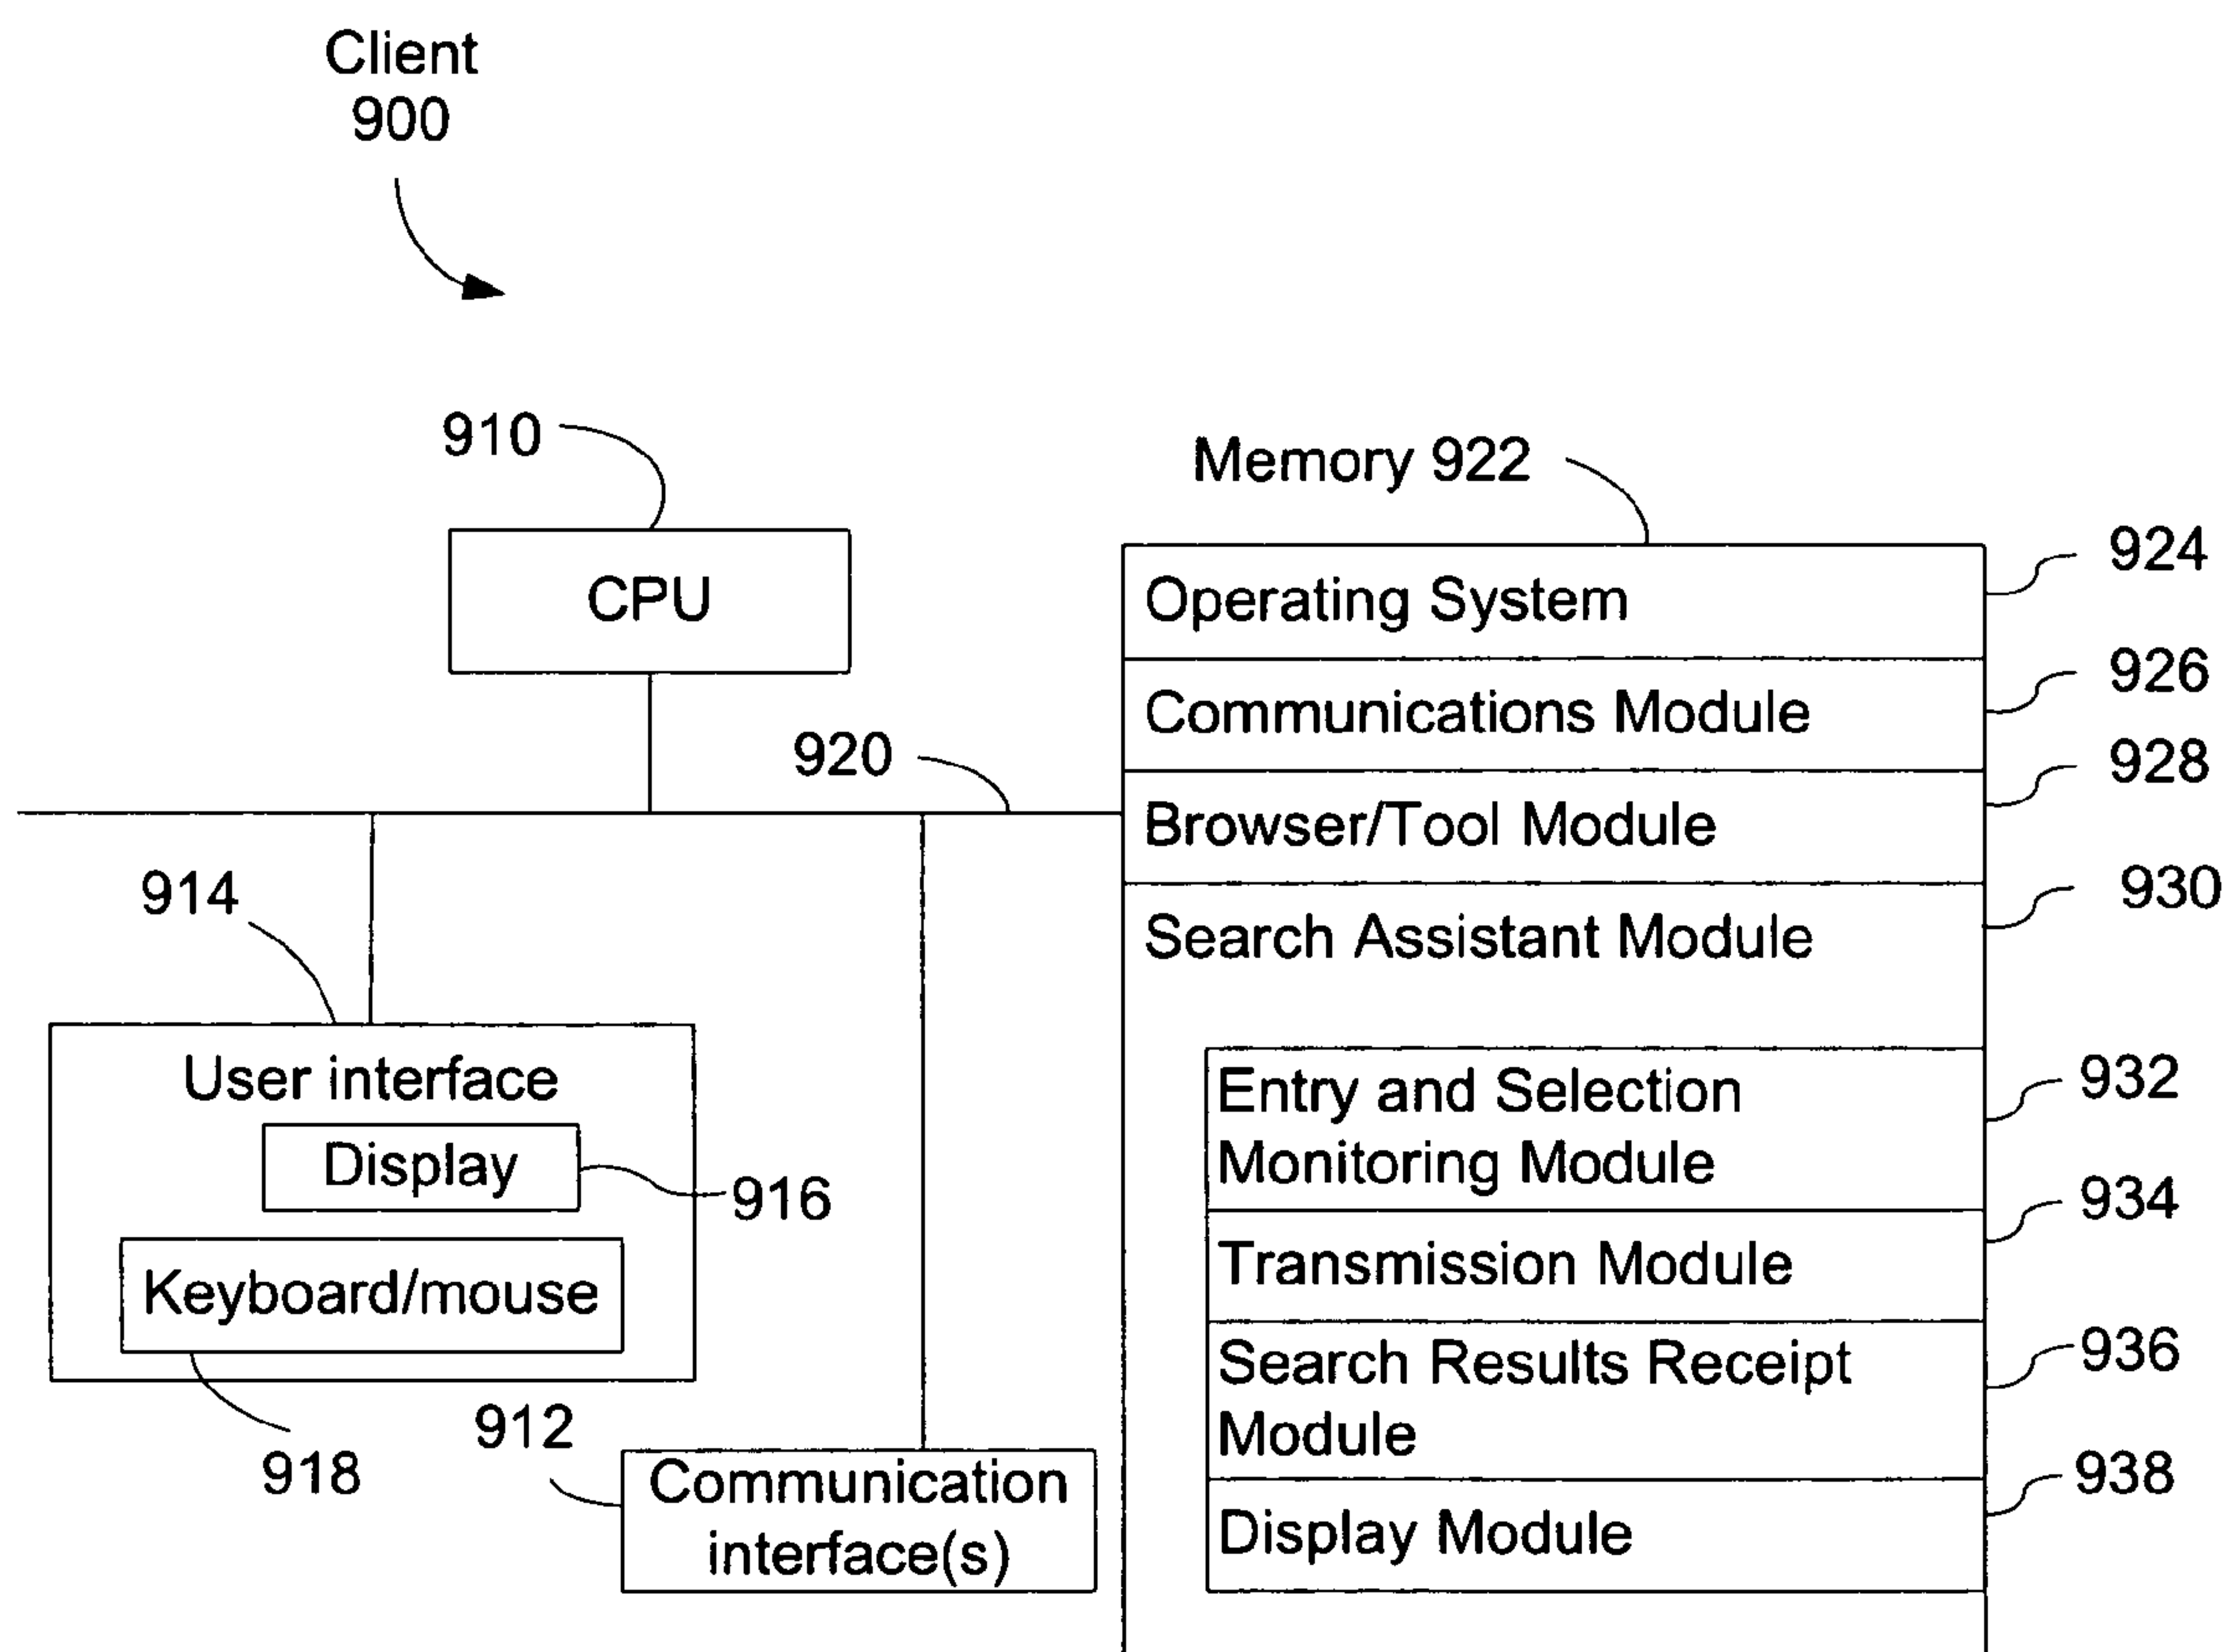 Client
900
910
CPU
920
914
User interface
Display
916
Keyboard/mouse
918
912
Communication
interface(s)
Memory 922
Operating System
924
Communications Module
926
Browser/Tool Module
928
Search Assistant Module
930
Entry and Selection
Monitoring Module
932
Transmission Module
934
Search Results Receipt
Module
936
Display Module
938